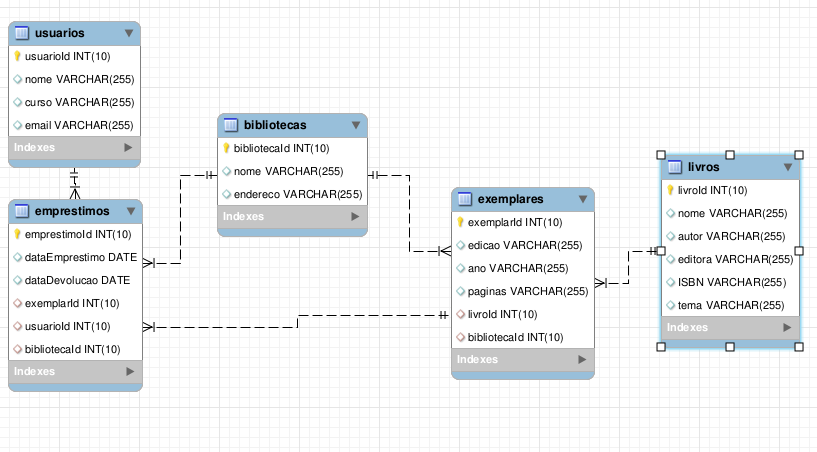 usuarios
usuarioId INT(10)
nome VARCHAR(255)
curso VARCHAR(255)
email VARCHAR(255)
Indexes
emprestimos
emprestimoId INT(10)
dataEmprestimo DATE
dataDevolucao DATE
exemplarId INT(10)
usuarioId INT(10)
bibliotecaId INT(10)
Indexes
bibliotecas
bibliotecaId INT(10)
nome VARCHAR(255)
endereco VARCHAR(255)
Indexes
exemplares
exemplarId INT(10)
edicao VARCHAR(255)
ano VARCHAR(255)
paginas VARCHAR(255)
livroId INT(10)
bibliotecaId INT(10)
Indexes
livros
livroId INT(10)
nome VARCHAR(255)
autor VARCHAR(255)
editora VARCHAR(255)
ISBN VARCHAR(255)
tema VARCHAR(255)
Indexes